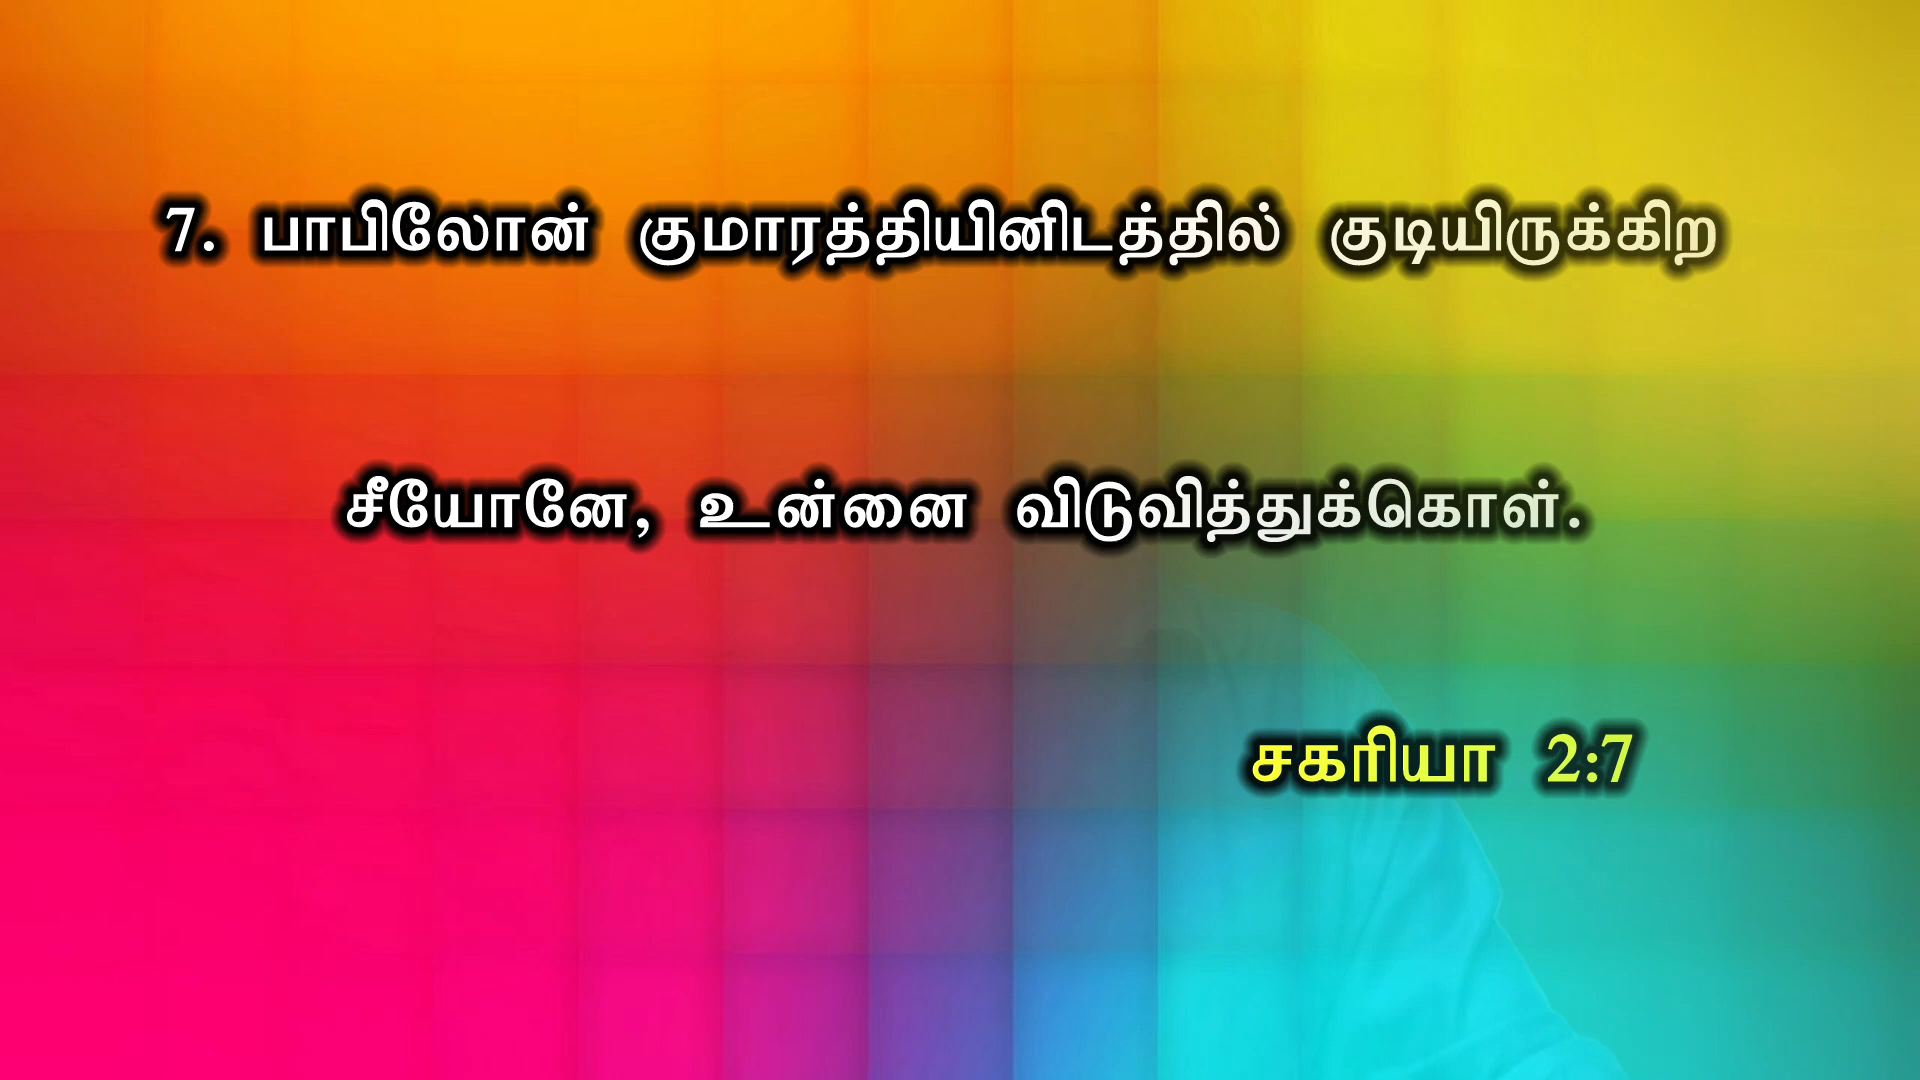 7. பாபிலோன் குமாரத்தியினிடத்தில் குடியிருக்கிற
சீயோனே, உன்னை விடுவித்துக்கொள்.
சகரியா 2:7